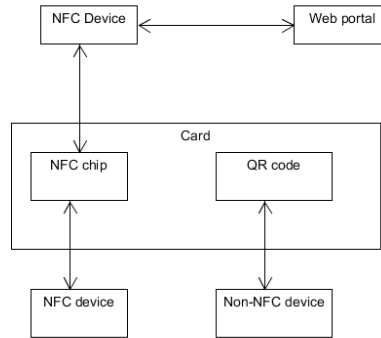 NFC Device
Web portal
Card
NFC chip
QR code
NFC device
Non-NFC device